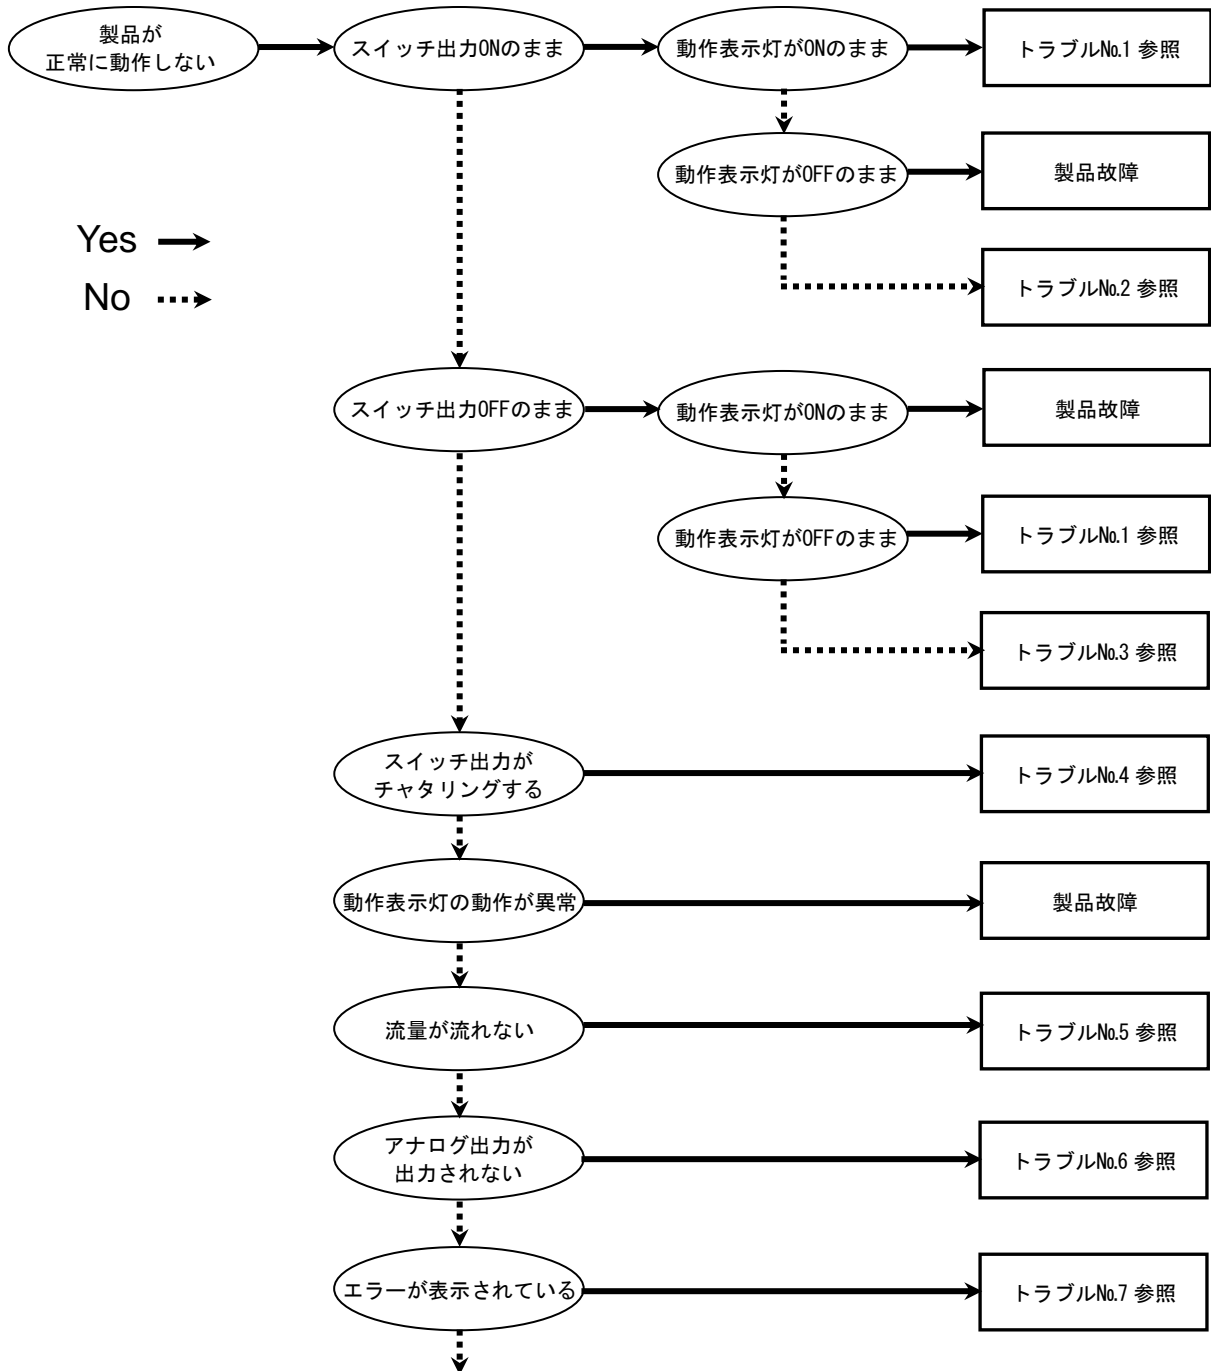 製品が
正常に動作しない
スイッチ出力ONのまま
動作表示灯がONのまま
トラブル№1 参照
動作表示灯がOFFのまま
製品故障
Yes
No
トラブル№2 参照
スイッチ出力OFFのまま
動作表示灯がONのまま
製品故障
動作表示灯がOFFのまま
トラブル№1 参照
トラブル№3 参照
スイッチ出力が
チャタリングする
トラブル№4 参照
動作表示灯の動作が異常
製品故障
流量が流れない
トラブル№5 参照
アナログ出力が
出力されない
トラブル№6 参照
エラーが表示されている
トラブル№7 参照